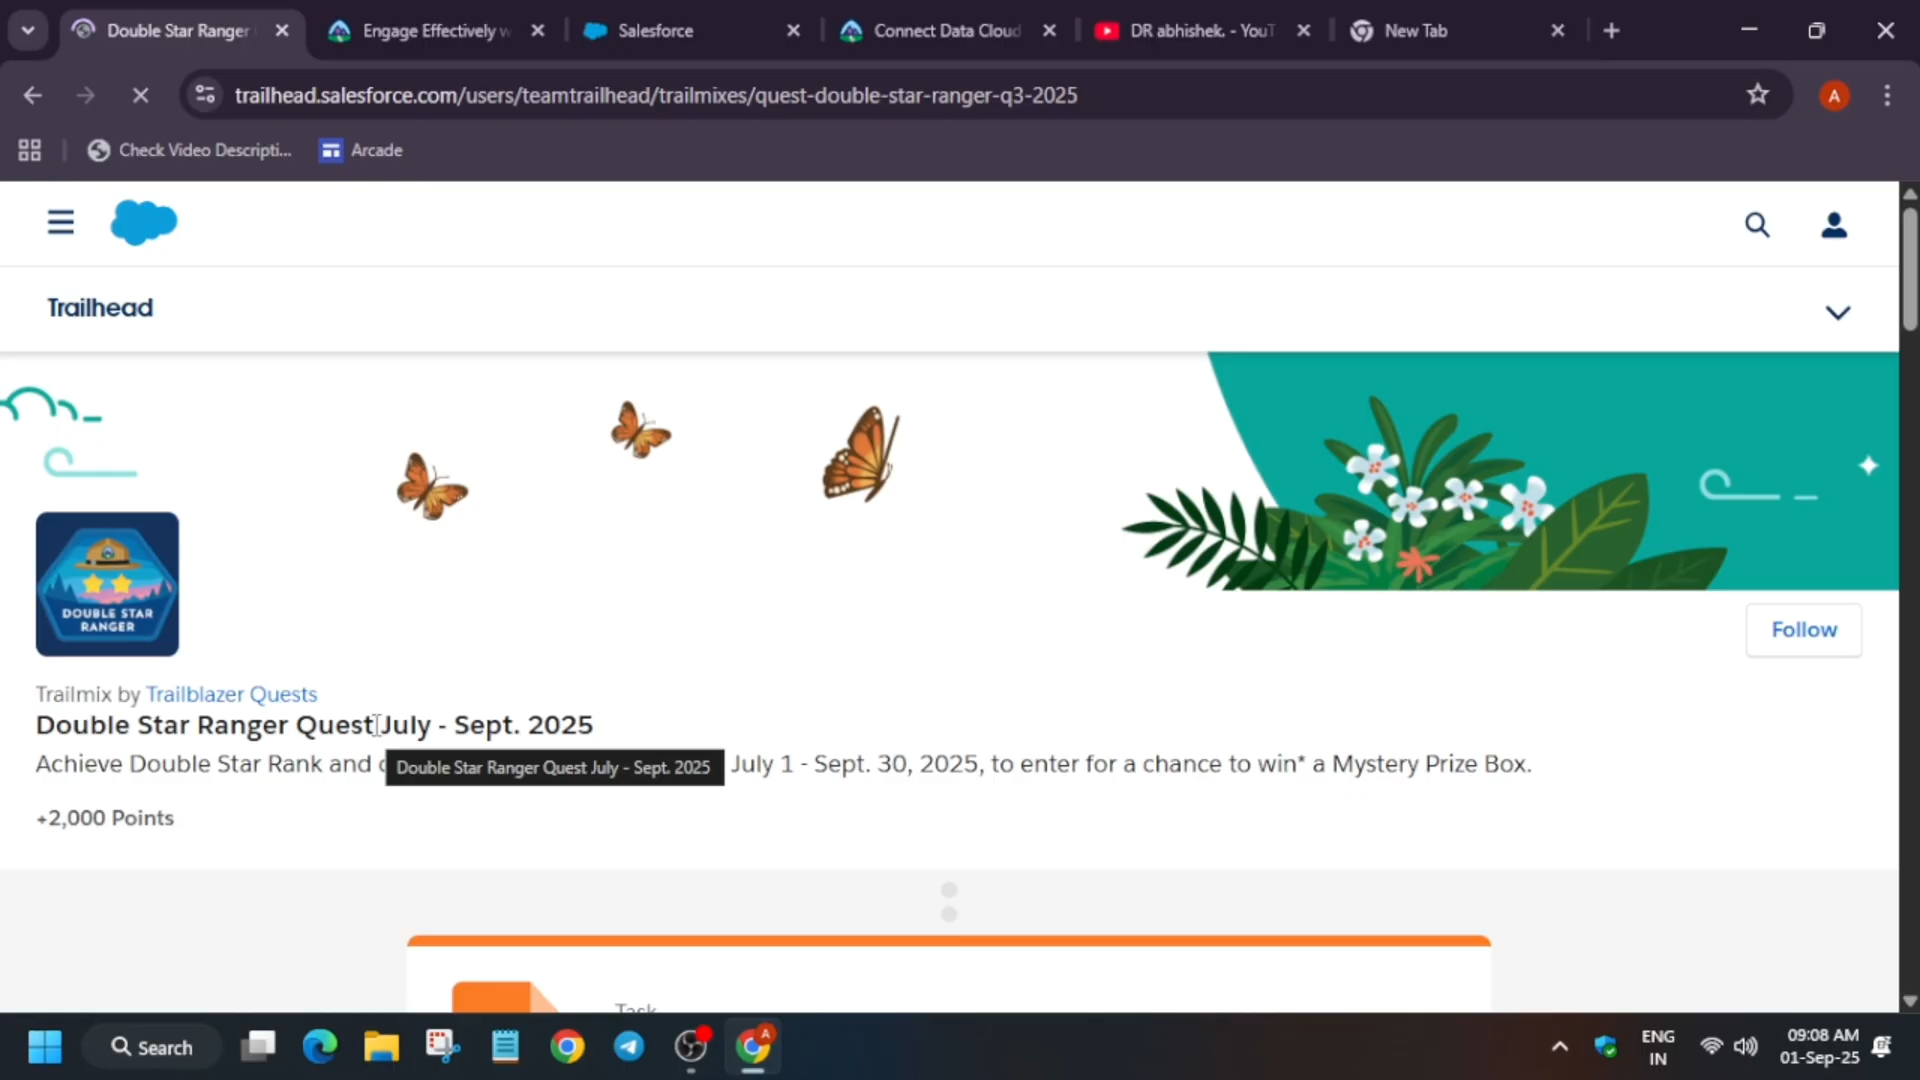 Double Star Ranger
Engage Effectively w
Salesforce
Connect Data Cloud
DR abhishek. - YouT
New Tab
trailhead.salesforce.com/users/teamtrailhead/trailmixes/quest-double-star-ranger-q3-2025
A
Check Video Descripti...
Arcade
Trailhead
DOUBLE STAR
RANGER
Follow
Trailmix by Trailblazer Quests
Double Star Ranger Quest July - Sept. 2025
Achieve Double Star Rank and
Double Star Ranger Quest July - Sept. 2025
July 1 - Sept. 30, 2025, to enter for a chance to win* a Mystery Prize Box.
+2,000 Points
Task
Search
A
ENG
IN
09:08 AM
01-Sep-25